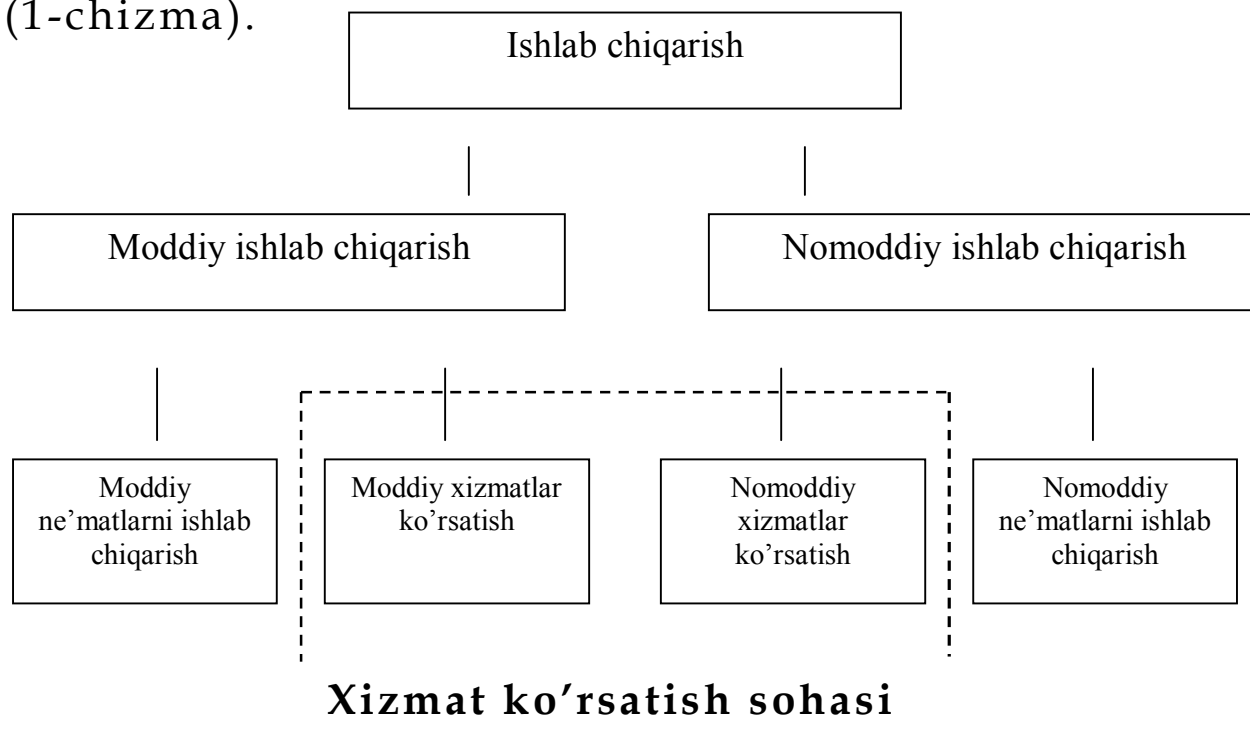 (1-chizma).
Ishlab chiqarish
Moddiy ishlab chiqarish
Nomoddiy ishlab chiqarish
Moddiy
ne’matlarni ishlab
chiqarish
Moddiy xizmatlar
ko’rsatish
Nomoddiy
xizmatlar
ko’rsatish
Nomoddiy
ne’matlarni ishlab
chiqarish
Xizmat ko’rsatish sohasi